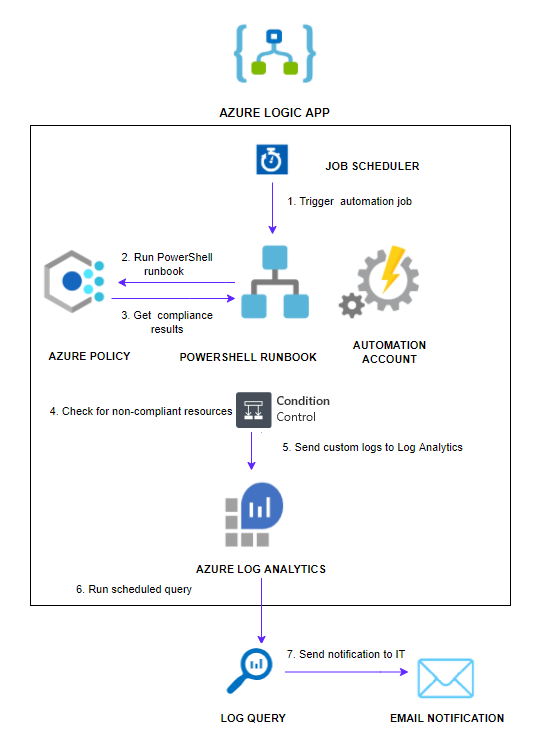 AZURE LOGIC APP
JOB SCHEDULER
1. Trigger automation job
2. Run PowerShell
runbook
3. Get compliance
results
AZURE POLICY
POWERSHELL RUNBOOK
AUTOMATION
ACCOUNT
4. Check for non-compliant resources
Condition
Control
5. Send custom logs to Log Analytics
AZURE LOG ANALYTICS
6. Run scheduled query
7. Send notification to IT
LOG QUERY
EMAIL NOTIFICATION